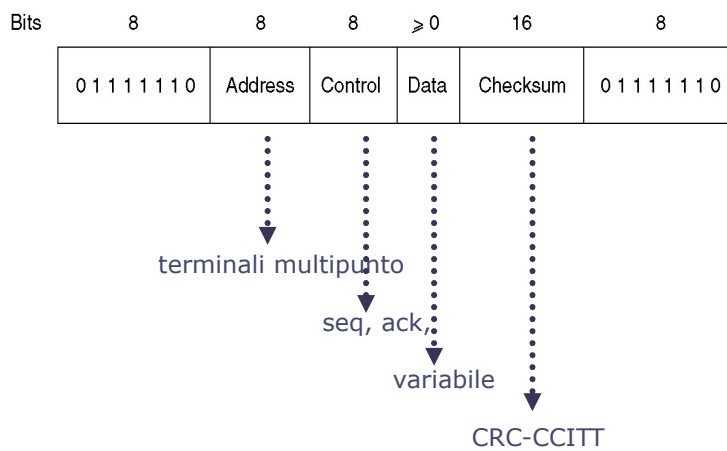 Bits 8 8 8 ⩾ 0 16 8
0 1 1 1 1 1 1 0 Address Control Data Checksum 0 1 1 1 1 1 1 0
terminali multipunto
seq, ack,
variabile
CRC-CCITT